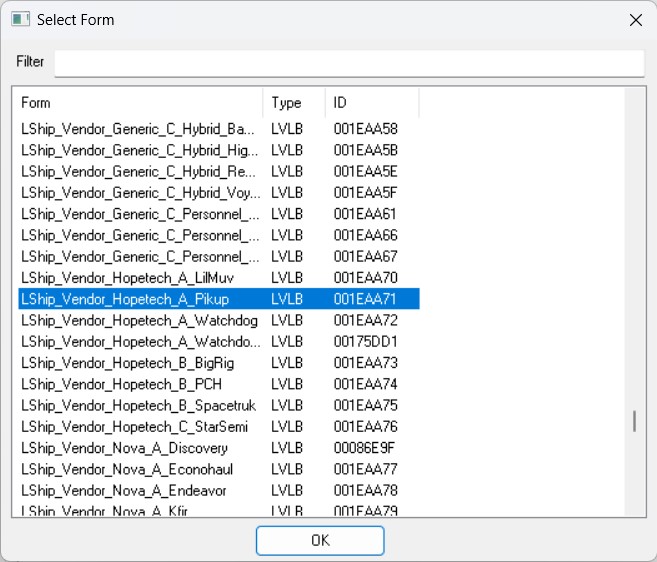 Select Form
Filter
Form Type ID
LShip_Vendor_Generic_C_Hybrid_Ba... LVLB 001EAA58
LShip_Vendor_Generic_C_Hybrid_Hig... LVLB 001EAA5B
LShip_Vendor_Generic_C_Hybrid_Re... LVLB 001EAA5E
LShip_Vendor_Generic_C_Hybrid_Voy... LVLB 001EAA5F
LShip_Vendor_Generic_C_Personnel_... LVLB 001EAA61
LShip_Vendor_Generic_C_Personnel_... LVLB 001EAA66
LShip_Vendor_Generic_C_Personnel_... LVLB 001EAA67
LShip_Vendor_Hopetech_A_LilMuv LVLB 001EAA70
LShip_Vendor_Hopetech_A_Pikup LVLB 001EAA71
LShip_Vendor_Hopetech_A_Watchdog LVLB 001EAA72
LShip_Vendor_Hopetech_A_Watchdo... LVLB 00175DD1
LShip_Vendor_Hopetech_B_BigRig LVLB 001EAA73
LShip_Vendor_Hopetech_B_PCH LVLB 001EAA74
LShip_Vendor_Hopetech_B_Spacetruk LVLB 001EAA75
LShip_Vendor_Hopetech_C_StarSemi LVLB 001EAA76
LShip_Vendor_Nova_A_Discovery LVLB 00086E9F
LShip_Vendor_Nova_A_Econohaul LVLB 001EAA77
LShip_Vendor_Nova_A_Endeavor LVLB 001EAA78
LShip_Vendor_Nova_A_Kfir LVLB 001EAA79
OK